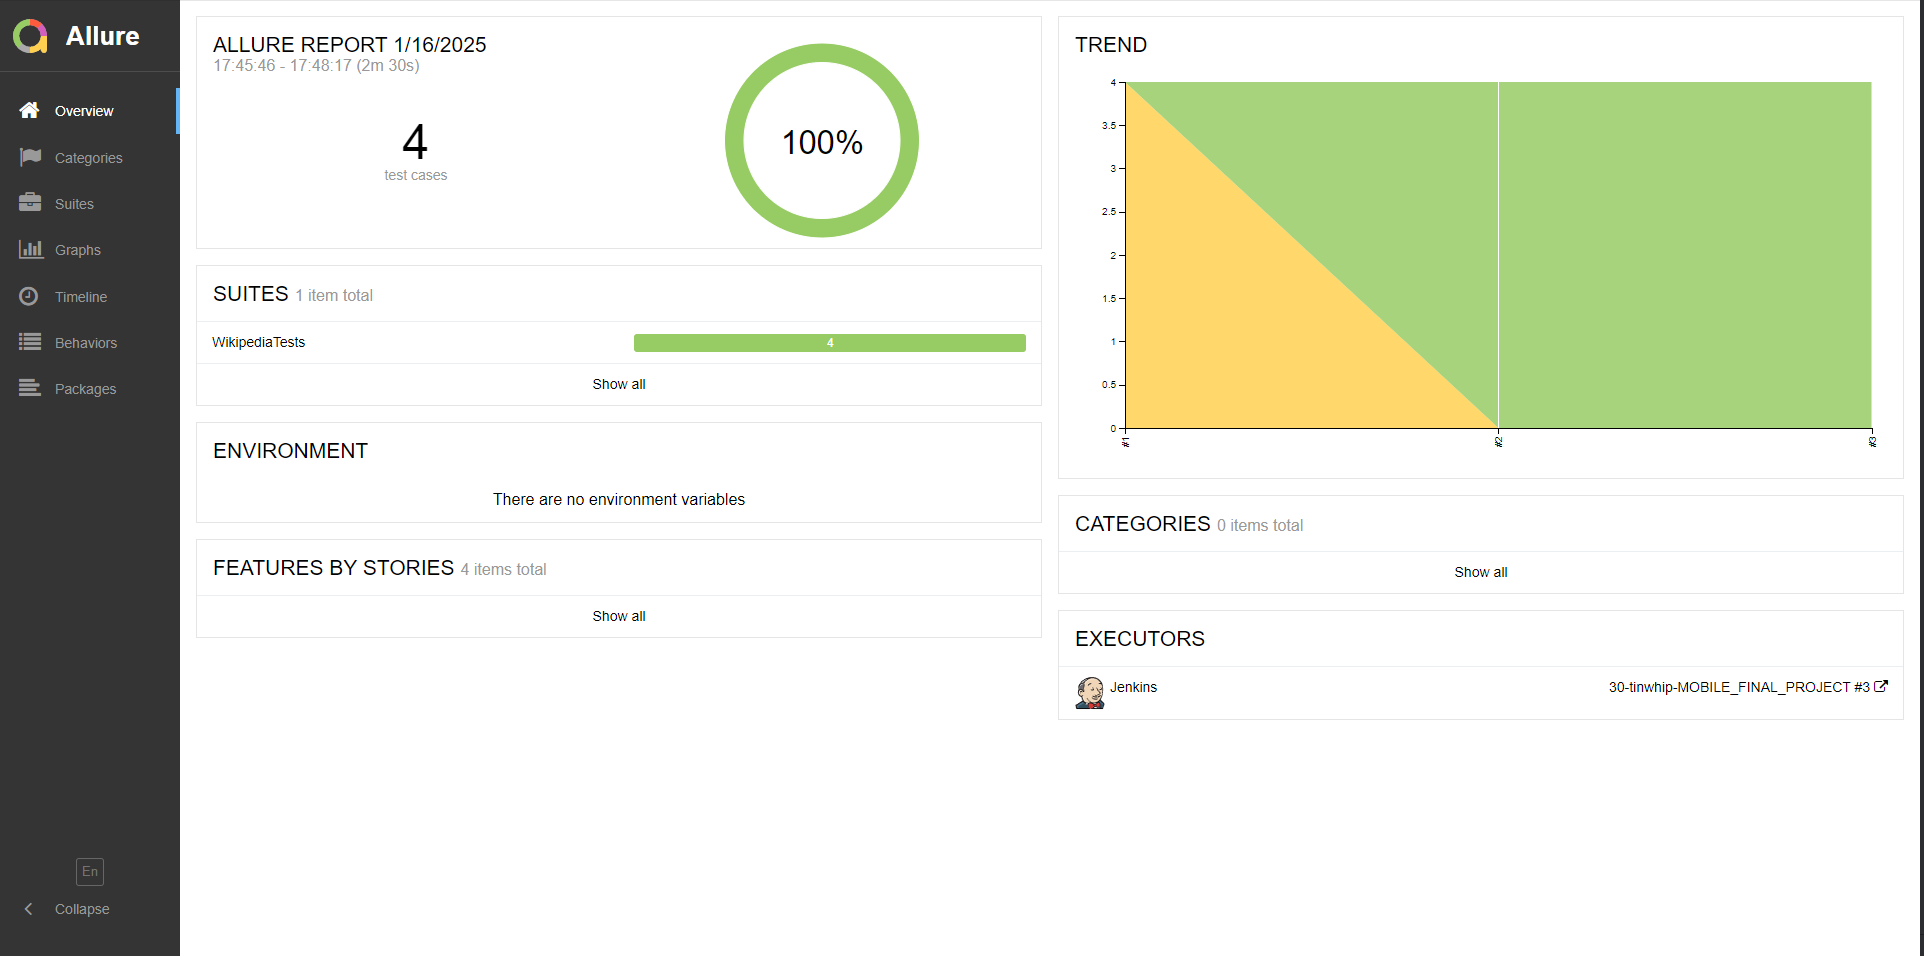 Allure
Overview
Categories
Suites
Graphs
Timeline
Behaviors
Packages
En
Collapse
ALLURE REPORT 1/16/2025
17:45:46 - 17:48:17 (2m 30s)
4
test cases
100%
SUITES 1 item total
WikipediaTests 4
Show all
ENVIRONMENT
There are no environment variables
FEATURES BY STORIES 4 items total
Show all
TREND
4
3.5
3
2.5
2
1.5
1
0.5
0
#1 #2 #3
CATEGORIES 0 items total
Show all
EXECUTORS
Jenkins 30-tinwhip-MOBILE_FINAL_PROJECT #3